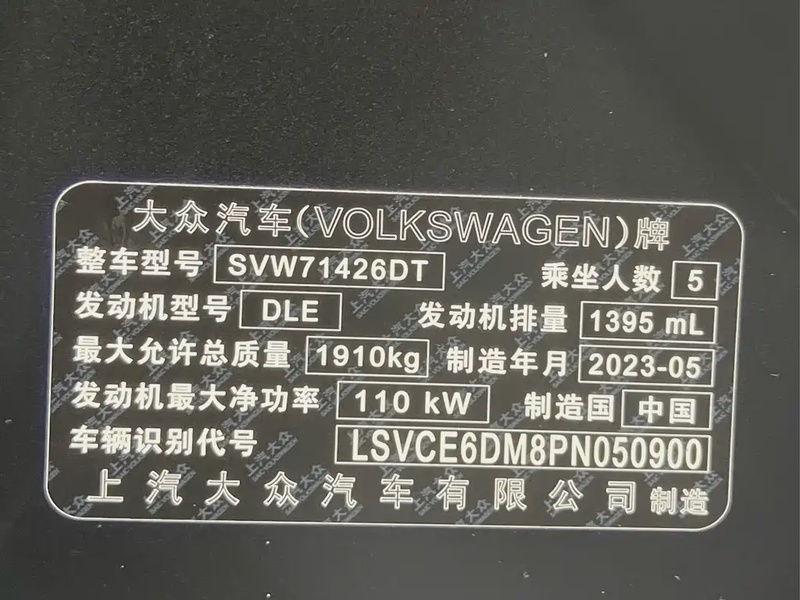 大众汽车(VOLKSWAGEN)牌
整车型号 SVW71426DT 乘坐人数 5
发动机型号 DLE 发动机排量 1395 mL
最大允许总质量 1910kg 制造年月 2023-05
发动机最大净功率 110 kW 制造国 中国
车辆识别代号 LSVCE6DM8PN050900
上汽大众汽车有限公司制造